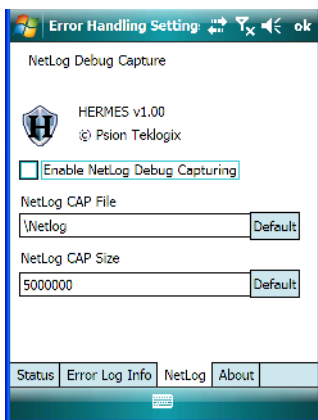 Error Handling Setting ok
NetLog Debug Capture
H
HERMES v1.00
© Psion Teklogix
Enable NetLog Debug Capturing
NetLog CAP File
\Netlog Default
NetLog CAP Size
5000000 Default
Status Error Log Info NetLog About